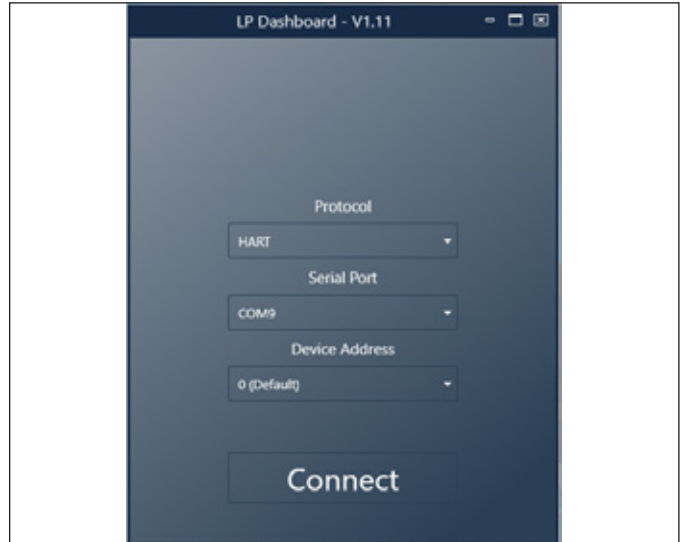 LP Dashboard - V1.11
Protocol
HART
Serial Port
COM9
Device Address
0 (Default)
Connect